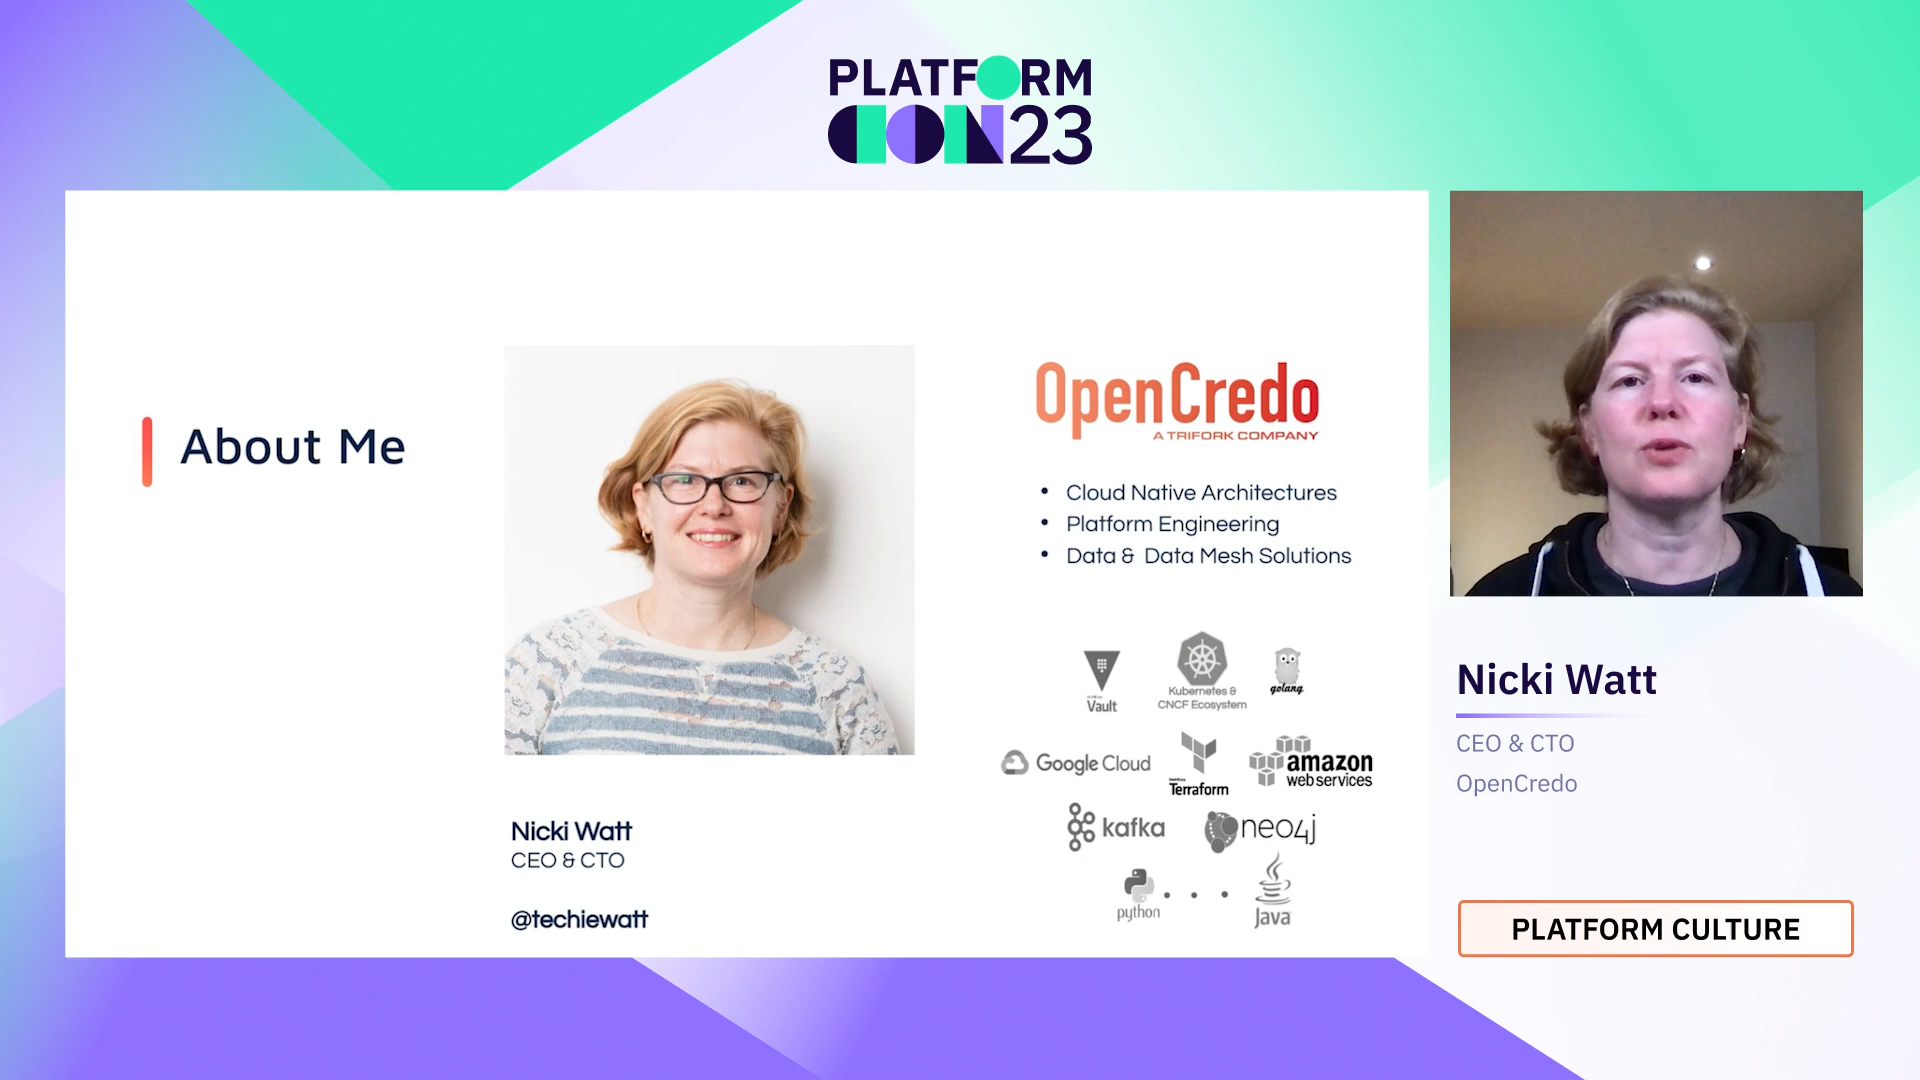 PLATFORM
CON23
About Me
OpenCredo
A TRIFORK COMPANY
• Cloud Native Architectures
• Platform Engineering
• Data & Data Mesh Solutions
Vault
Kubernetes &
CNCF Ecosystem
golang
Google Cloud
Terraform
amazon
web services
kafka
neo4j
python
Java
Nicki Watt
CEO & CTO
@techiewatt
Nicki Watt
CEO & CTO
OpenCredo
PLATFORM CULTURE